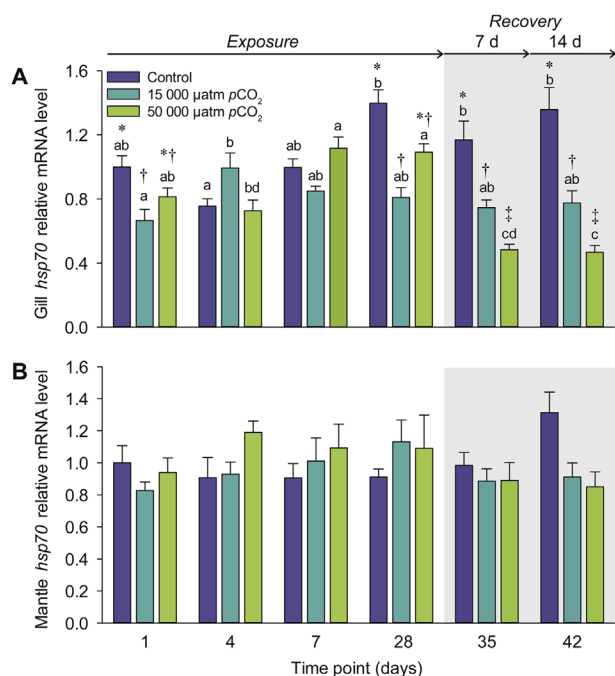 Recovery
Exposure 7 d 14 d
A
Control
15 000 µatm pCO2
50 000 µatm pCO2
Gill hsp70 relative mRNA level
1.6
1.2
0.8
0.4
0.0
* ab
† a
*† ab
a
b
bd
ab
ab
a
* b
† ab
*† a
* b
† ab
‡ cd
* b
† ab
‡ c
B
Mantle hsp70 relative mRNA level
1.6
1.4
1.2
1.0
0.8
0.6
0.4
0.2
0.0
1 4 7 28 35 42
Time point (days)